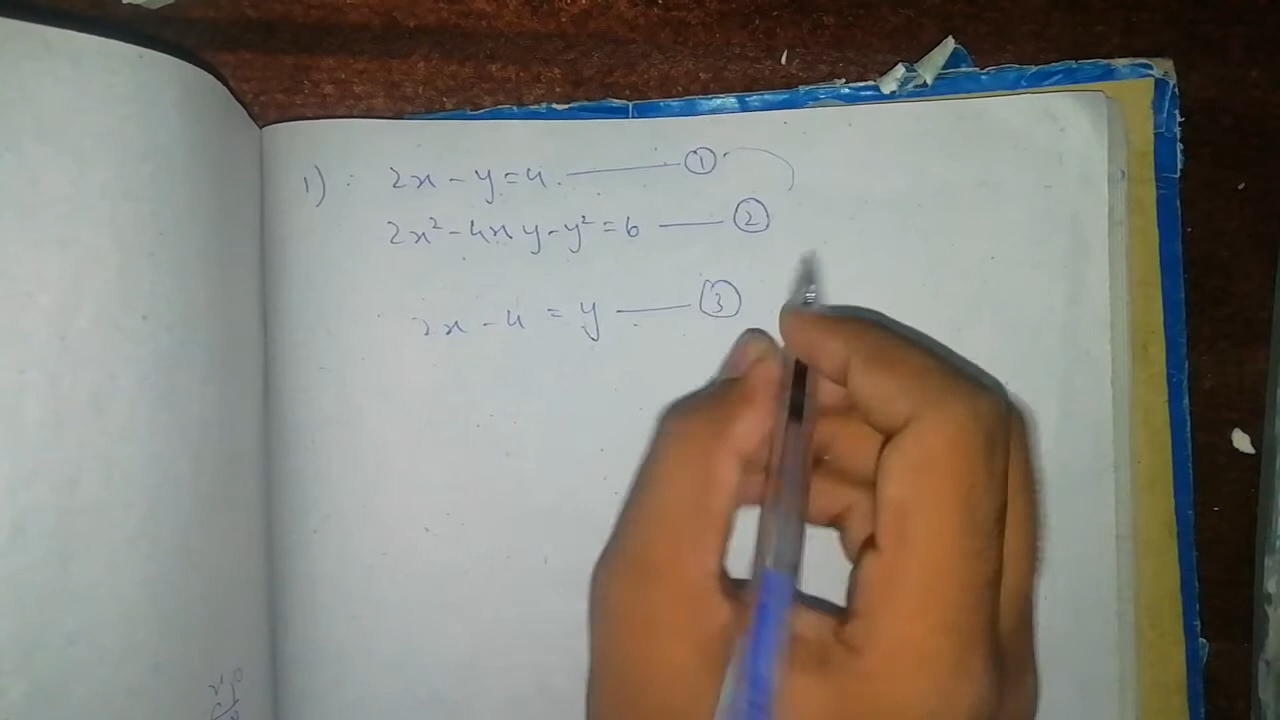 1) 2x - y = 4. ——— ①
2x² - 4xy - y² = 6 —— ②
2x - 4 = y —— ③